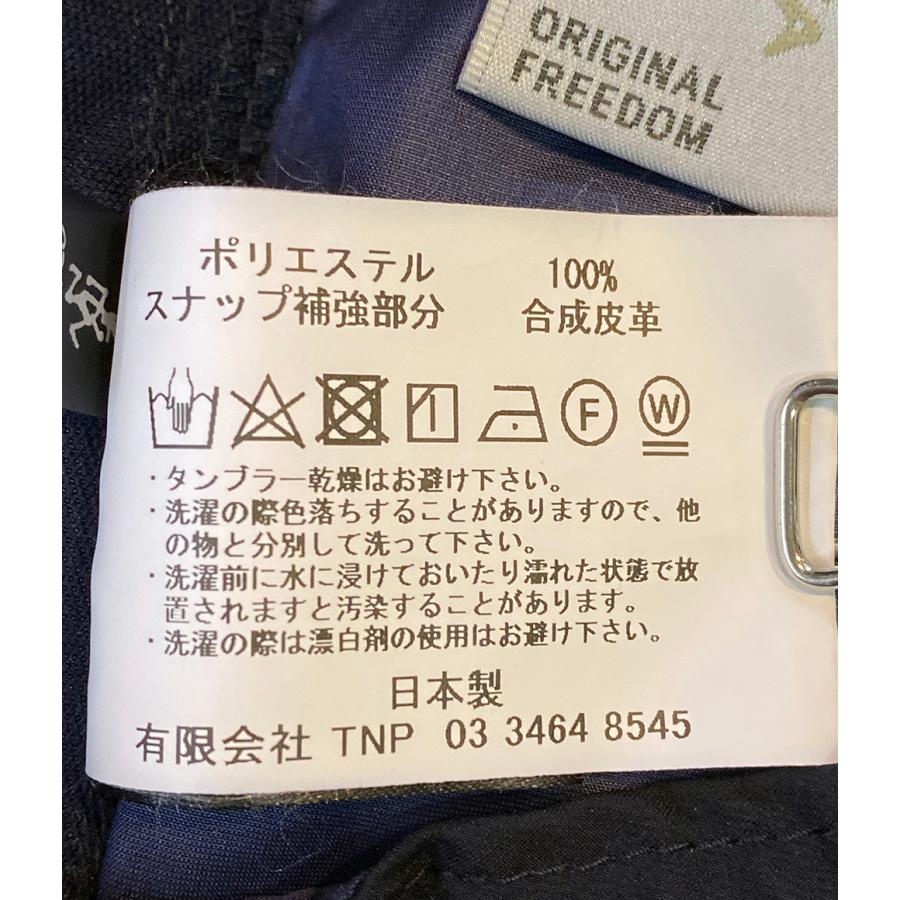 ORIGINAL
FREEDOM
ポリエステル 100%
スナップ補強部分 合成皮革
F W
・タンブラー乾燥はお避け下さい。
・洗濯の際色落ちすることがありますので、他
の物と分別して洗って下さい。
・洗濯前に水に浸けておいたり濡れた状態で放
置されますと汚染することがあります。
・洗濯の際は漂白剤の使用はお避け下さい。
日本製
有限会社 TNP 03 3464 8545